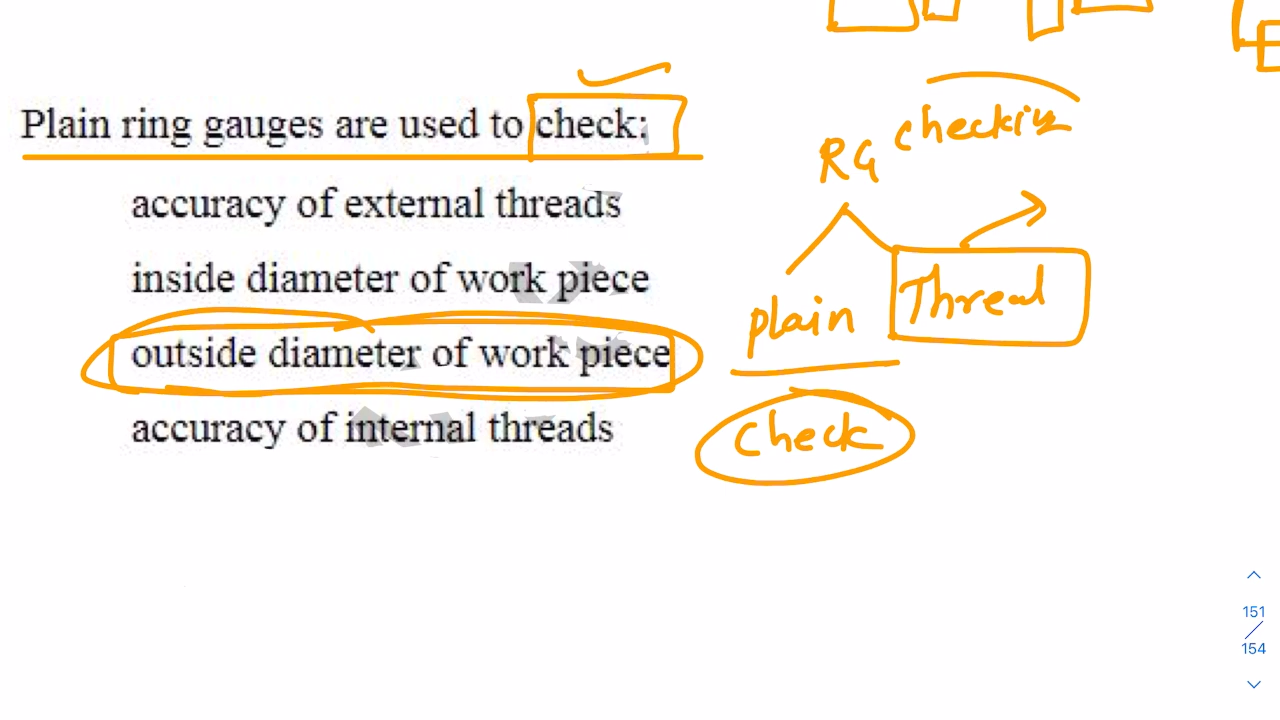 Plain ring gauges are used to check:
accuracy of external threads
inside diameter of work piece
outside diameter of work piece
accuracy of internal threads
RG checking
plain Thread
check
151
154